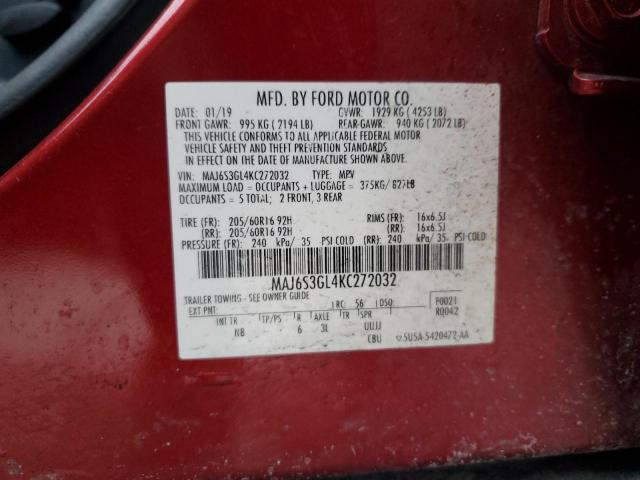 MFD. BY FORD MOTOR CO.
DATE: 01/19 GVWR: 1929 KG ( 4253 LB)
FRONT GAWR: 995 KG ( 2194 LB) REAR GAWR: 940 KG ( 2072 LB)
THIS VEHICLE CONFORMS TO ALL APPLICABLE FEDERAL MOTOR
VEHICLE SAFETY AND THEFT PREVENTION STANDARDS
IN EFFECT ON THE DATE OF MANUFACTURE SHOWN ABOVE.
VIN: MAJ6S3GL4KC272032 TYPE: MPV
MAXIMUM LOAD = OCCUPANTS + LUGGAGE = 375KG/ 827LB
OCCUPANTS = 5 TOTAL; 2 FRONT, 3 REAR
TIRE (FR): 205/60R16 92H RIMS (FR): 16x6.5J
(RR): 205/60R16 92H (RR): 16x6.5J
PRESSURE (FR): 240 kPa/ 35 PSI COLD (RR): 240 kPa/ 35 PSI COLD
MAJ6S3GL4KC272032
TRAILER TOWING - SEE OWNER GUIDE
EXT PNT: RC: 56 DSO: F0021
R0042
INT TR TP/PS R AXLE TR SPR
NB 6 3L UUJJ
CBU 5U5A-5420472-AA